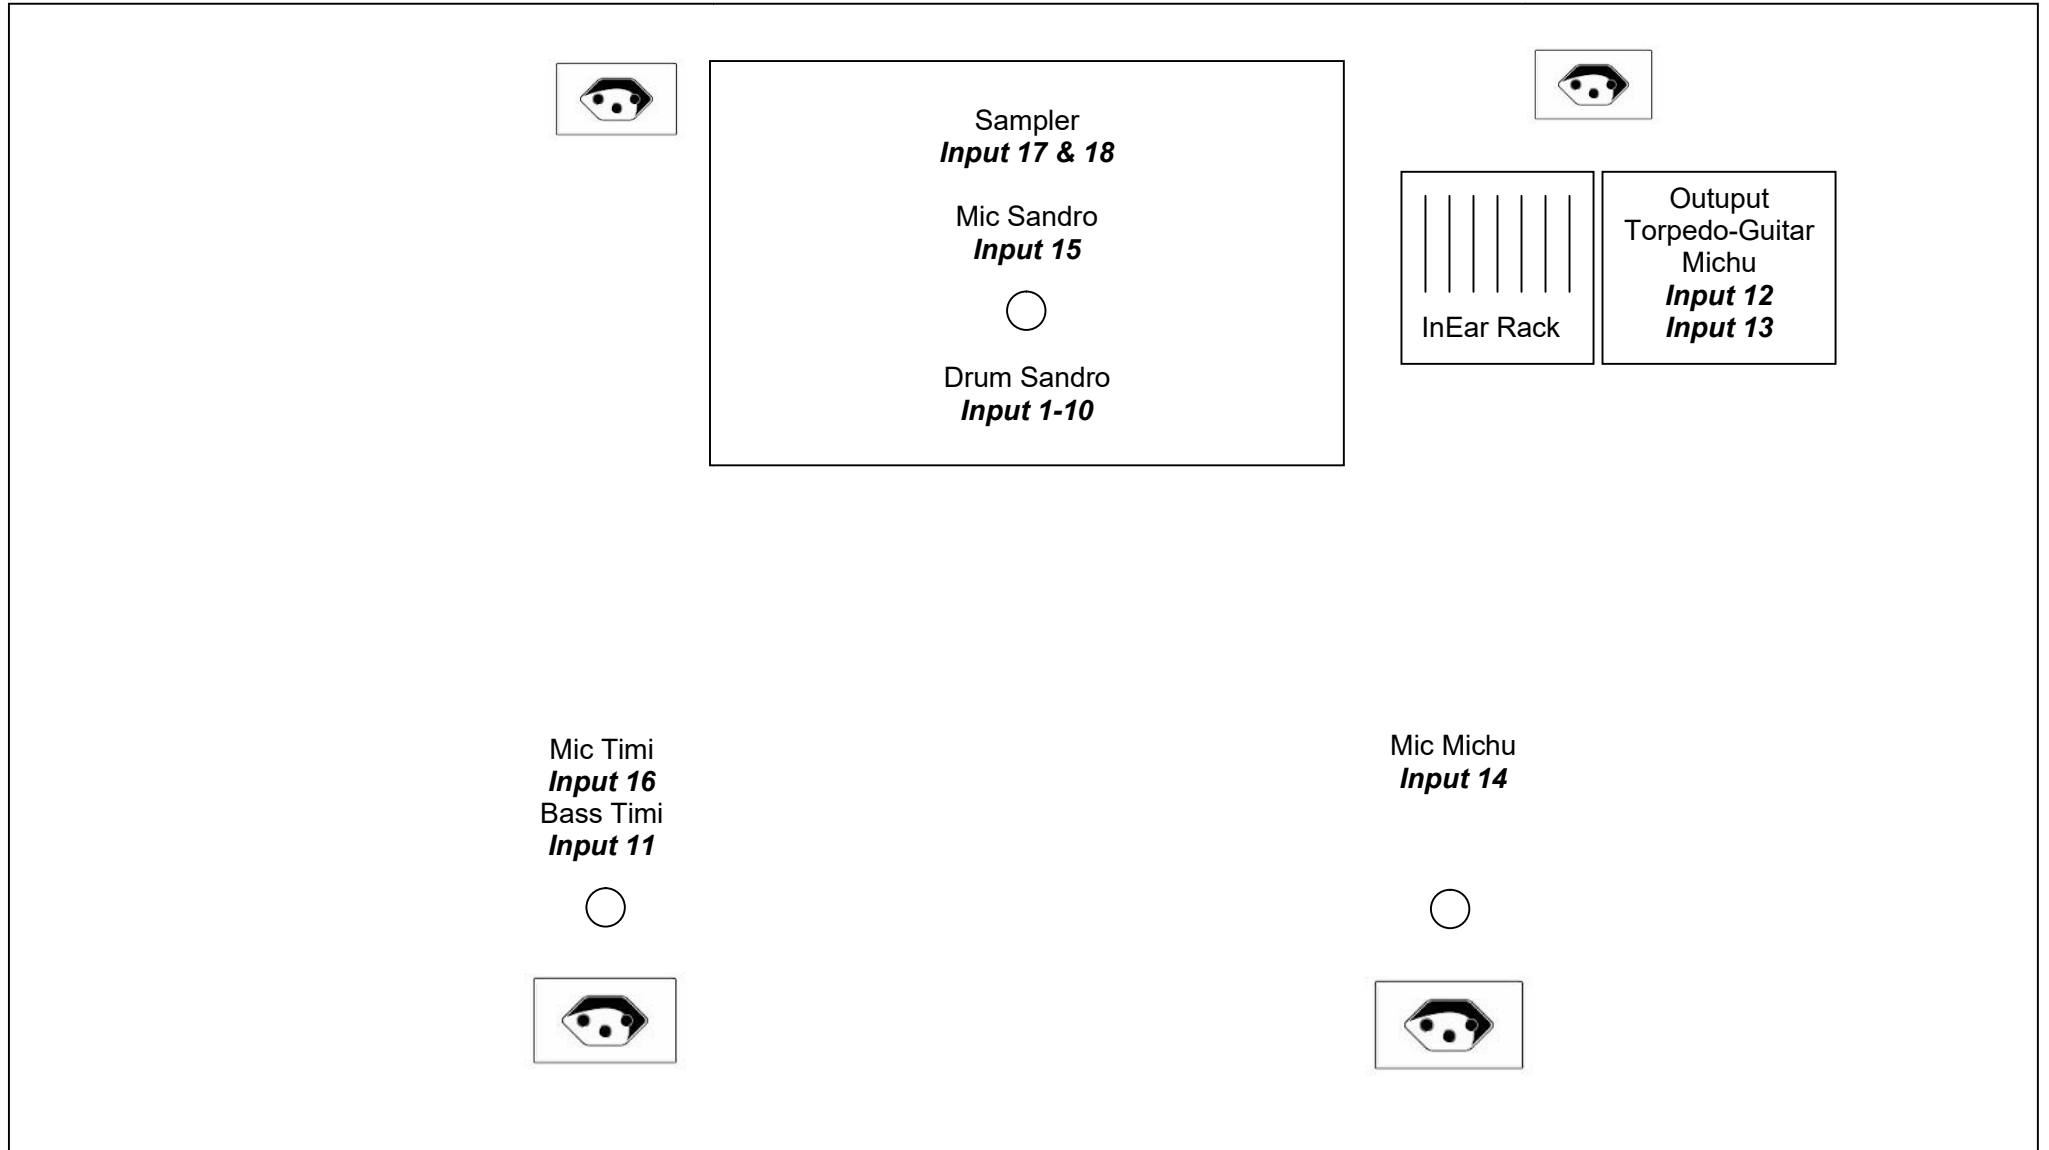 Sampler
Input 17 & 18
Mic Sandro
Input 15
Drum Sandro
Input 1-10
InEar Rack
Outuput
Torpedo-Guitar
Michu
Input 12
Input 13
Mic Timi
Input 16
Bass Timi
Input 11
Mic Michu
Input 14